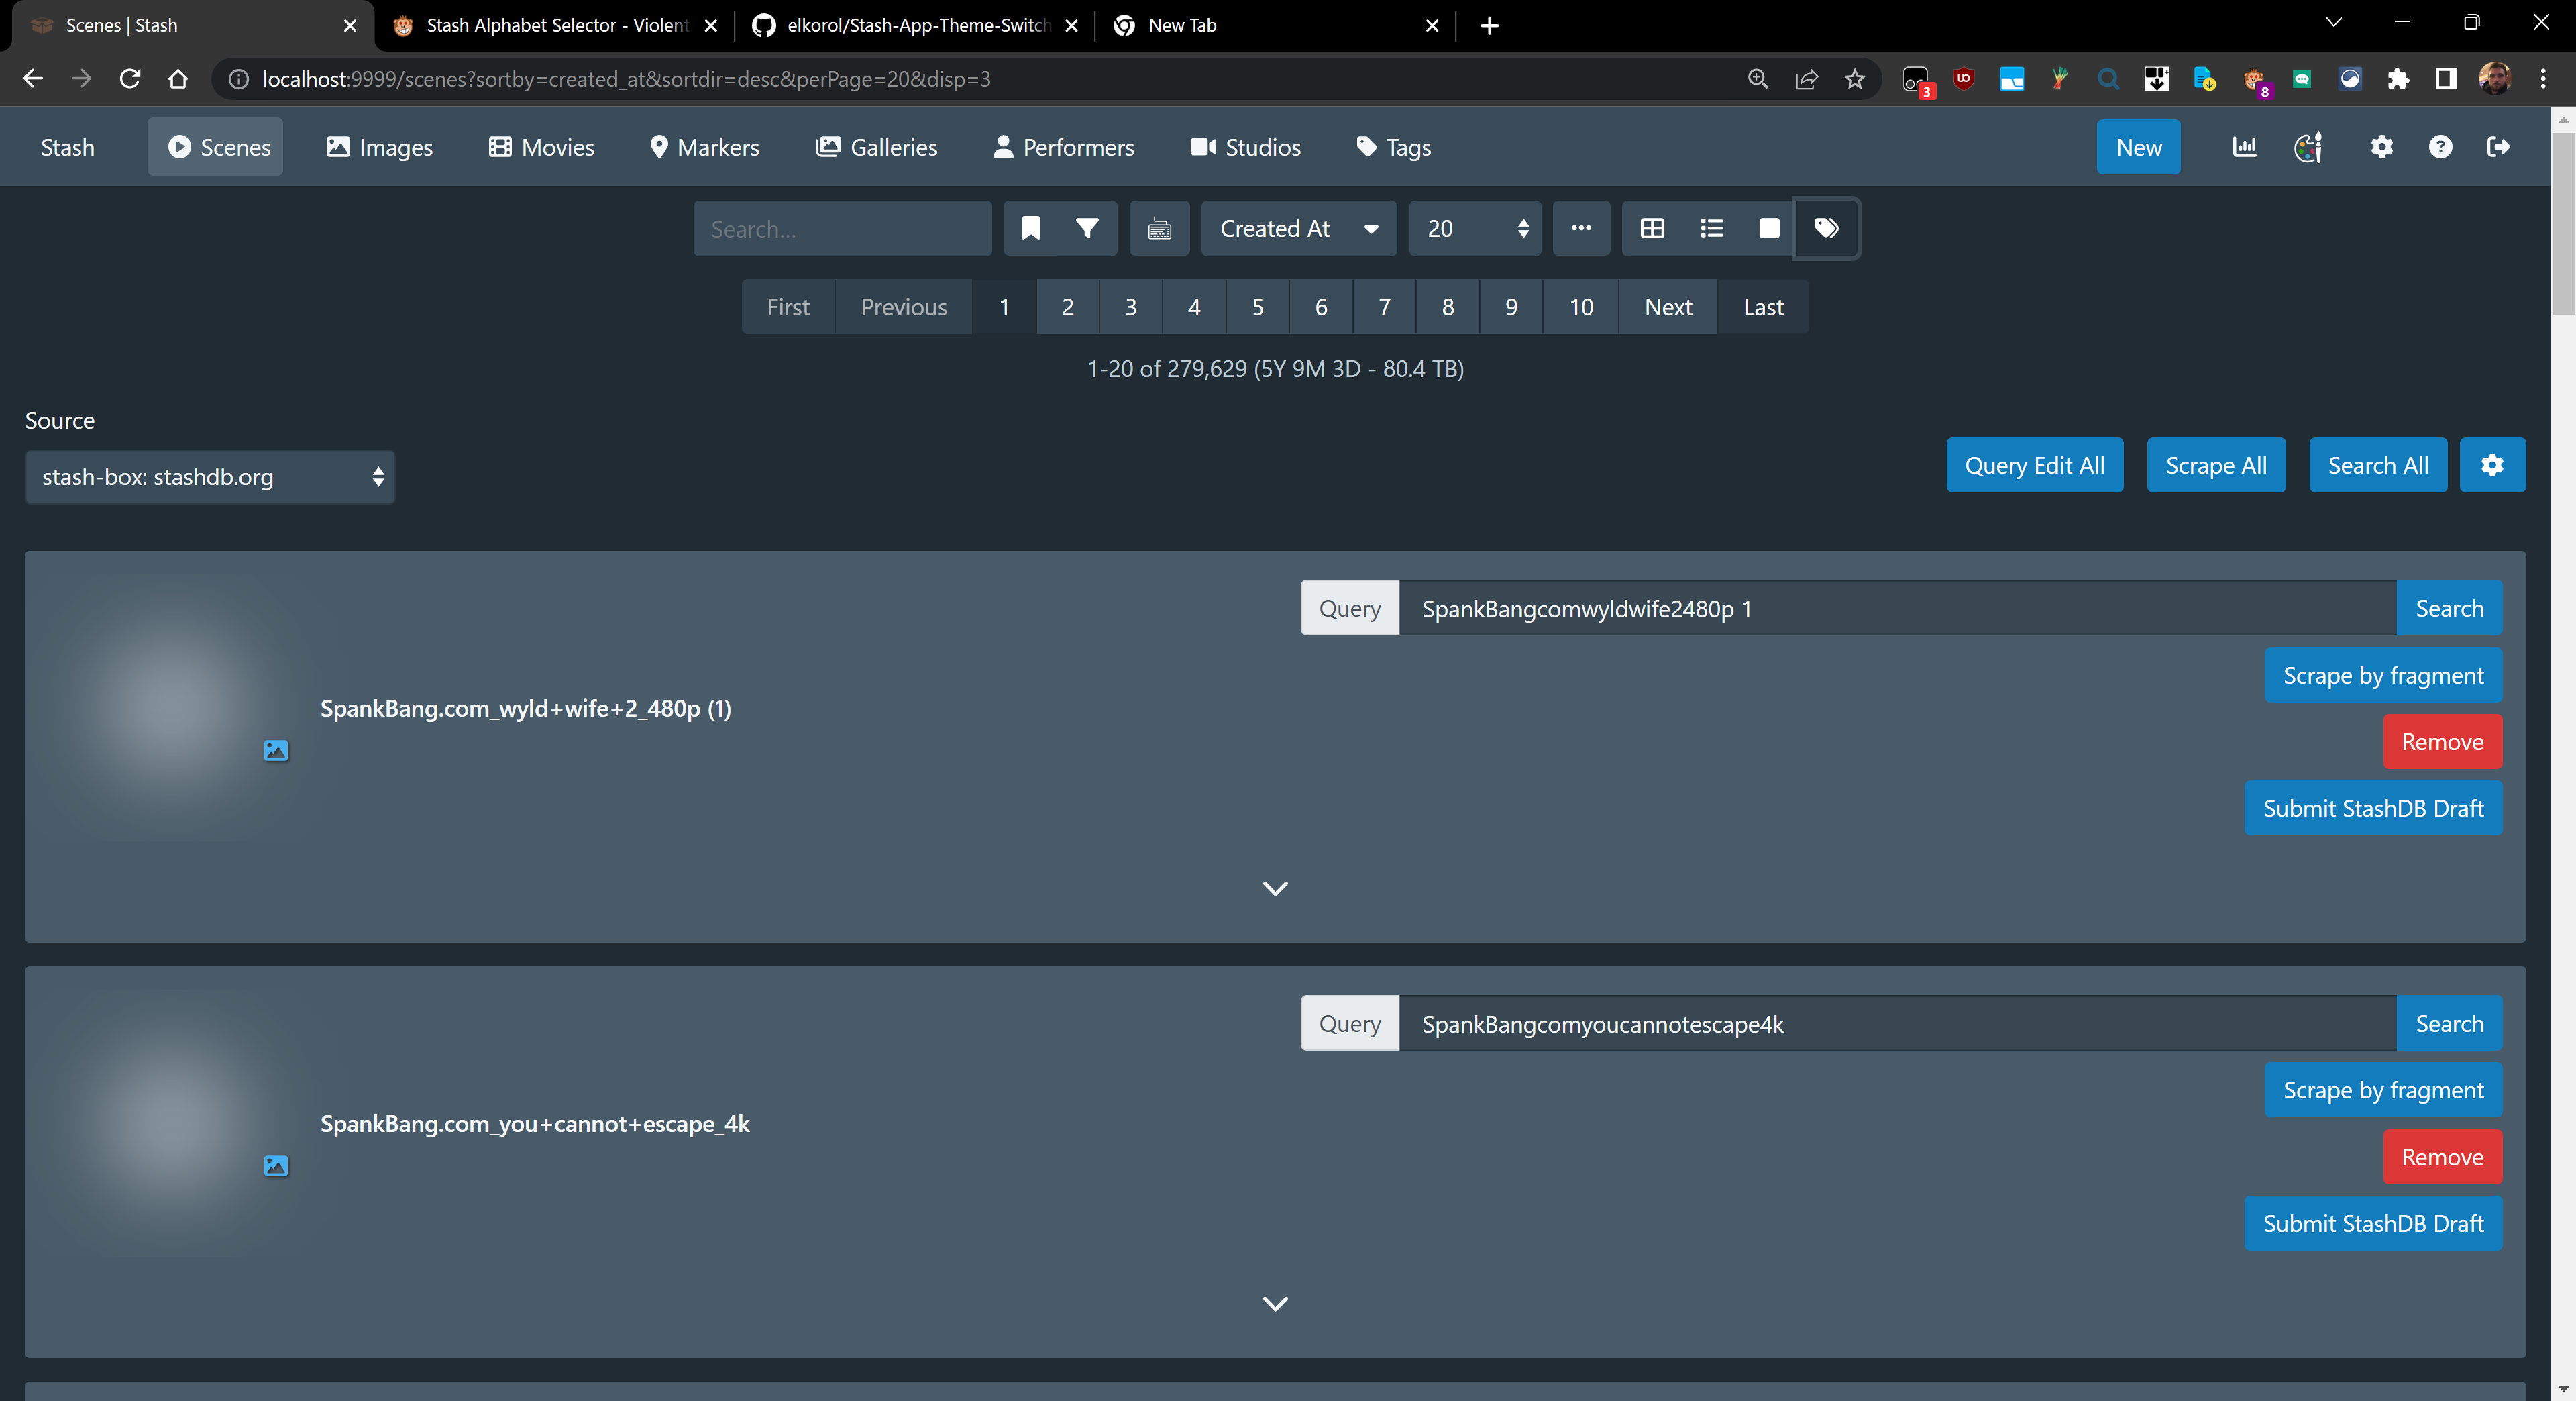 Scenes | Stash
Stash Alphabet Selector - Violent
elkorol/Stash-App-Theme-Switch
New Tab
localhost:9999/scenes?sortby=created_at&sortdir=desc&perPage=20&disp=3
3
8
Stash Scenes Images Movies Markers Galleries Performers Studios Tags New
Search... Created At 20
First Previous 1 2 3 4 5 6 7 8 9 10 Next Last
1-20 of 279,629 (5Y 9M 3D - 80.4 TB)
Source
stash-box: stashdb.org
Query Edit All Scrape All Search All
Query SpankBangcomwyldwife2480p 1 Search
Scrape by fragment
SpankBang.com_wyld+wife+2_480p (1)
Remove
Submit StashDB Draft
Query SpankBangcomyoucannotescape4k Search
Scrape by fragment
SpankBang.com_you+cannot+escape_4k
Remove
Submit StashDB Draft